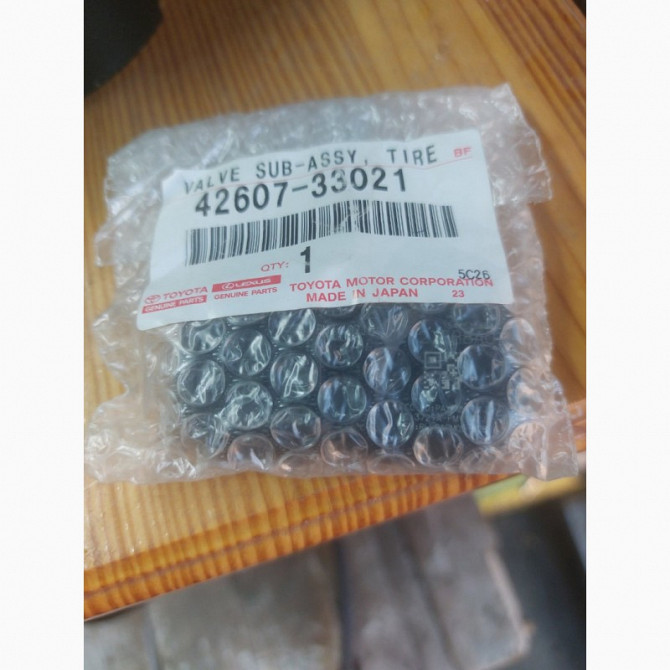 VALVE SUB-ASSY, TIRE BF
42607-33021
QTY: 1
5C26
TOYOTA LEXUS TOYOTA MOTOR CORPORATION
GENUINE PARTS GENUINE PARTS MADE IN JAPAN 23